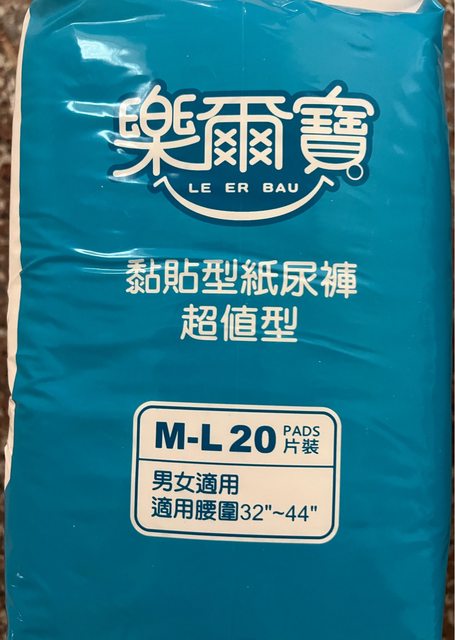 樂爾寶
LE ER BAU
黏貼型紙尿褲
超值型
M-L 20 PADS 片裝
男女適用
適用腰圍32"~44"